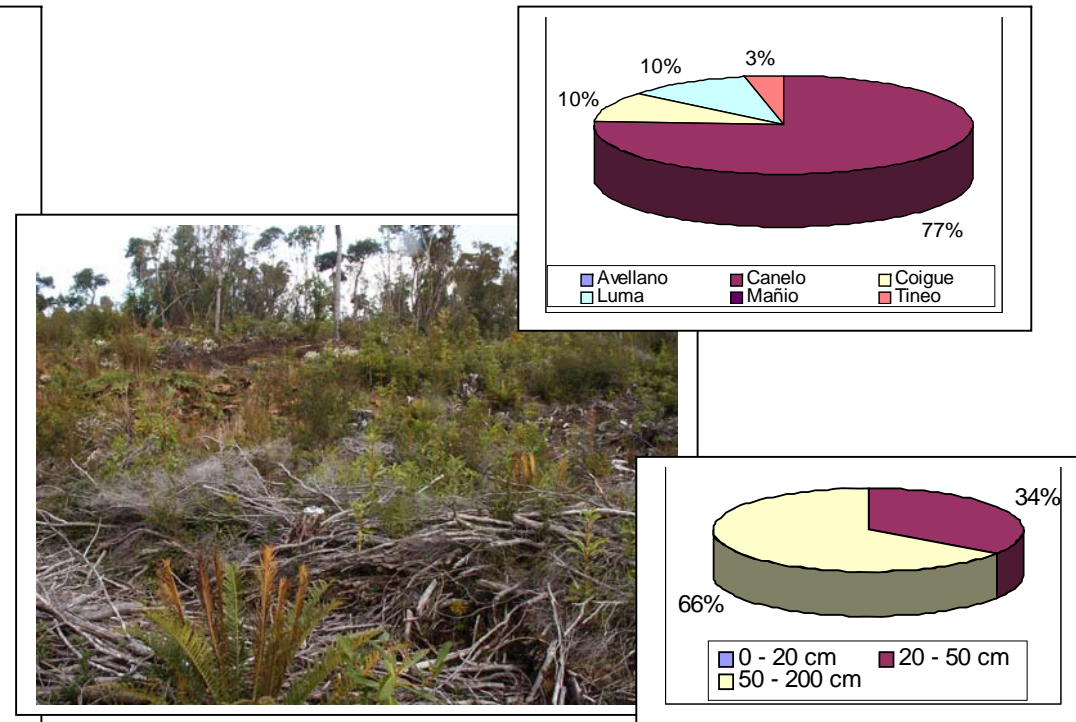 10% 3%
10%
77%
Avellano Canelo Coigue
Luma Mañio Tineo
34%
66%
0 - 20 cm 20 - 50 cm
50 - 200 cm